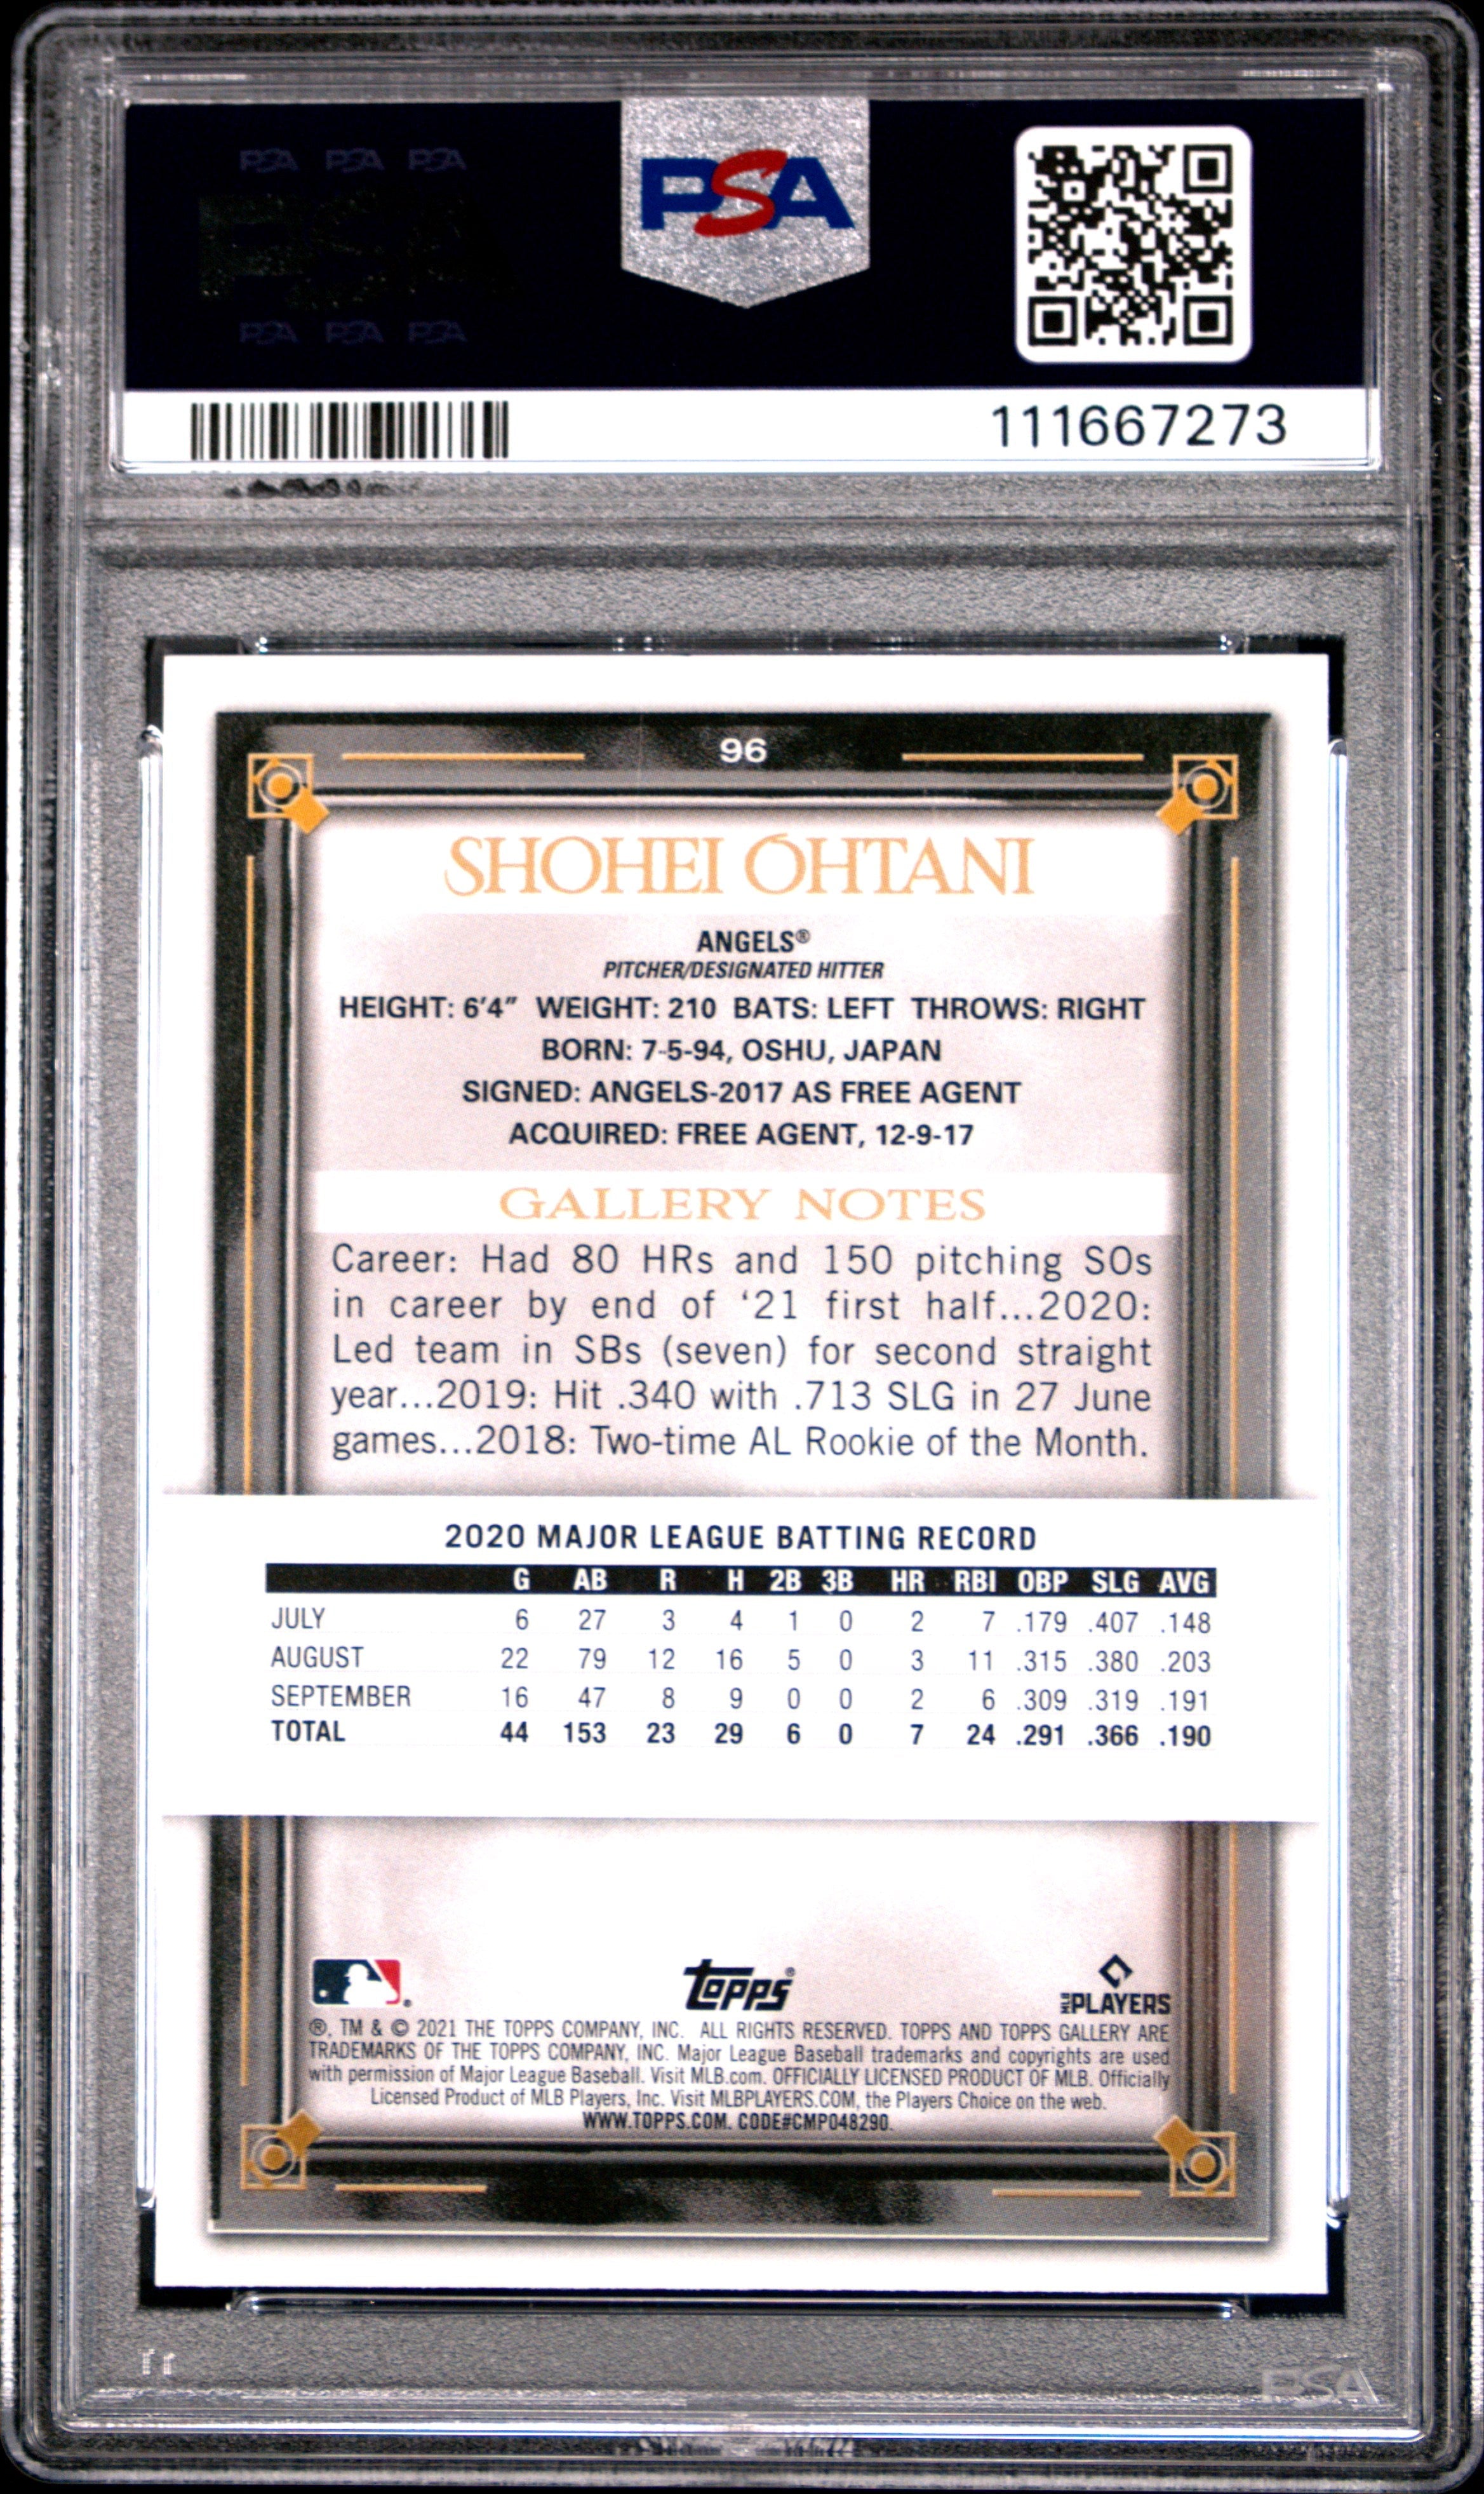 PSA PSA PSA
PSA
PSA
PSA PSA PSA
111667273
96
SHOHEI OHTANI
ANGELS®
PITCHER/DESIGNATED HITTER
HEIGHT: 6'4" WEIGHT: 210 BATS: LEFT THROWS: RIGHT
BORN: 7-5-94, OSHU, JAPAN
SIGNED: ANGELS-2017 AS FREE AGENT
ACQUIRED: FREE AGENT, 12-9-17
GALLERY NOTES
Career: Had 80 HRs and 150 pitching SOs
in career by end of ‘21 first half...2020:
Led team in SBs (seven) for second straight
year...2019: Hit .340 with .713 SLG in 27 June
games...2018: Two-time AL Rookie of the Month.
2020 MAJOR LEAGUE BATTING RECORD
G AB R H 2B 3B HR RBI OBP SLG AVG
JULY 6 27 3 4 1 0 2 7 .179 .407 .148
AUGUST 22 79 12 16 5 0 3 11 .315 .380 .203
SEPTEMBER 16 47 8 9 0 0 2 6 .309 .319 .191
TOTAL 44 153 23 29 6 0 7 24 .291 .366 .190
TOPPS®
MLB PLAYERS
®, TM & © 2021 THE TOPPS COMPANY, INC. ALL RIGHTS RESERVED. TOPPS AND TOPPS GALLERY ARE
TRADEMARKS OF THE TOPPS COMPANY, INC. Major League Baseball trademarks and copyrights are used
with permission of Major League Baseball. Visit MLB.com. OFFICIALLY LICENSED PRODUCT OF MLB. Officially
Licensed Product of MLB Players, Inc. Visit MLBPLAYERS.COM, the Players Choice on the web.
WWW.TOPPS.COM. CODE#CMP048290.
PSA